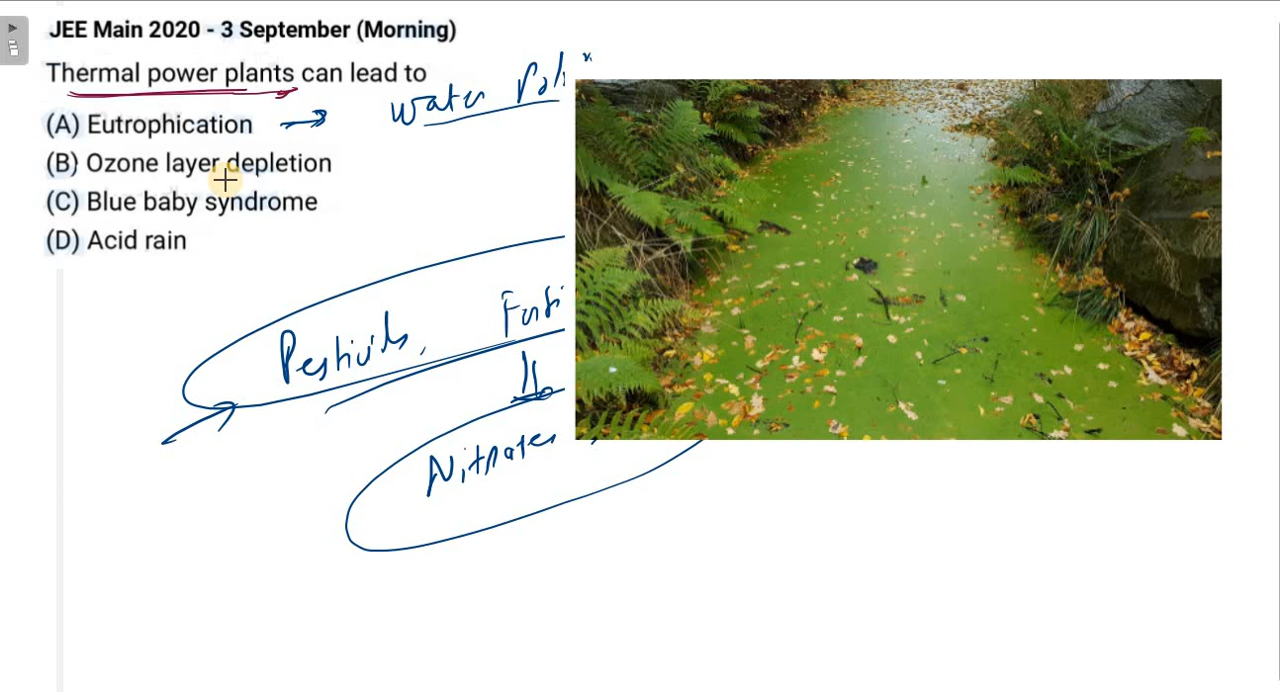 JEE Main 2020 - 3 September (Morning)
Thermal power plants can lead to
(A) Eutrophication
water
(B) Ozone layer depletion
(C) Blue baby syndrome
(D) Acid rain
Nitrates